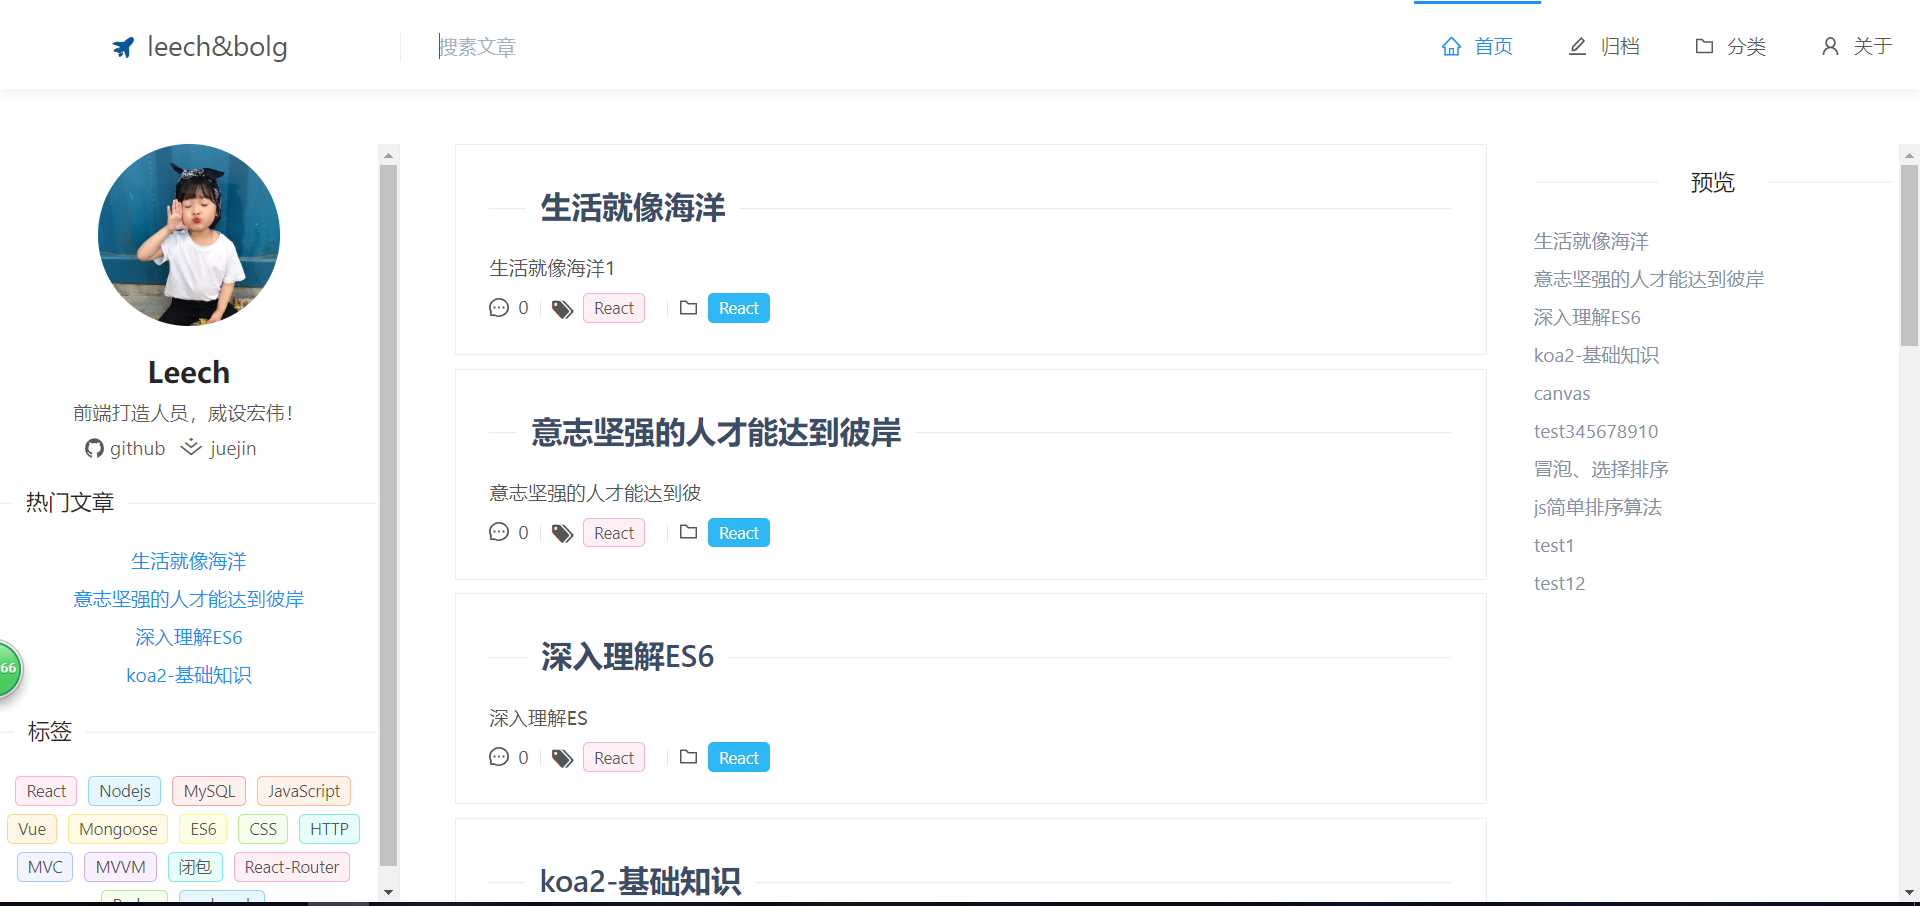 leech&bolg
搜素文章
首页
归档
分类
关于
Leech
前端打造人员，威设宏伟！
github juejin
热门文章
生活就像海洋
意志坚强的人才能达到彼岸
深入理解ES6
koa2-基础知识
66
标签
React Nodejs MySQL JavaScript
Vue Mongoose ES6 CSS HTTP
MVC MVVM 闭包 React-Router
生活就像海洋
生活就像海洋1
0 React React
意志坚强的人才能达到彼岸
意志坚强的人才能达到彼
0 React React
深入理解ES6
深入理解ES
0 React React
koa2-基础知识
预览
生活就像海洋
意志坚强的人才能达到彼岸
深入理解ES6
koa2-基础知识
canvas
test345678910
冒泡、选择排序
js简单排序算法
test1
test12